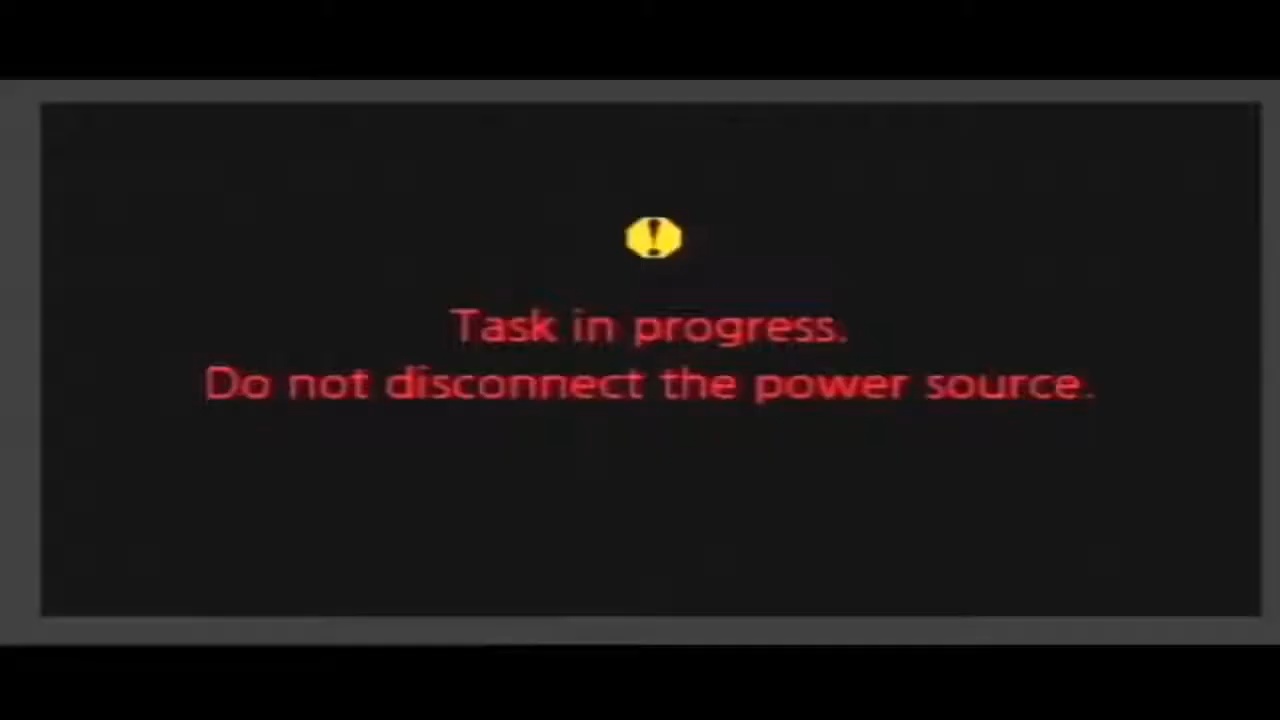 Task in progress.
Do not disconnect the power source.